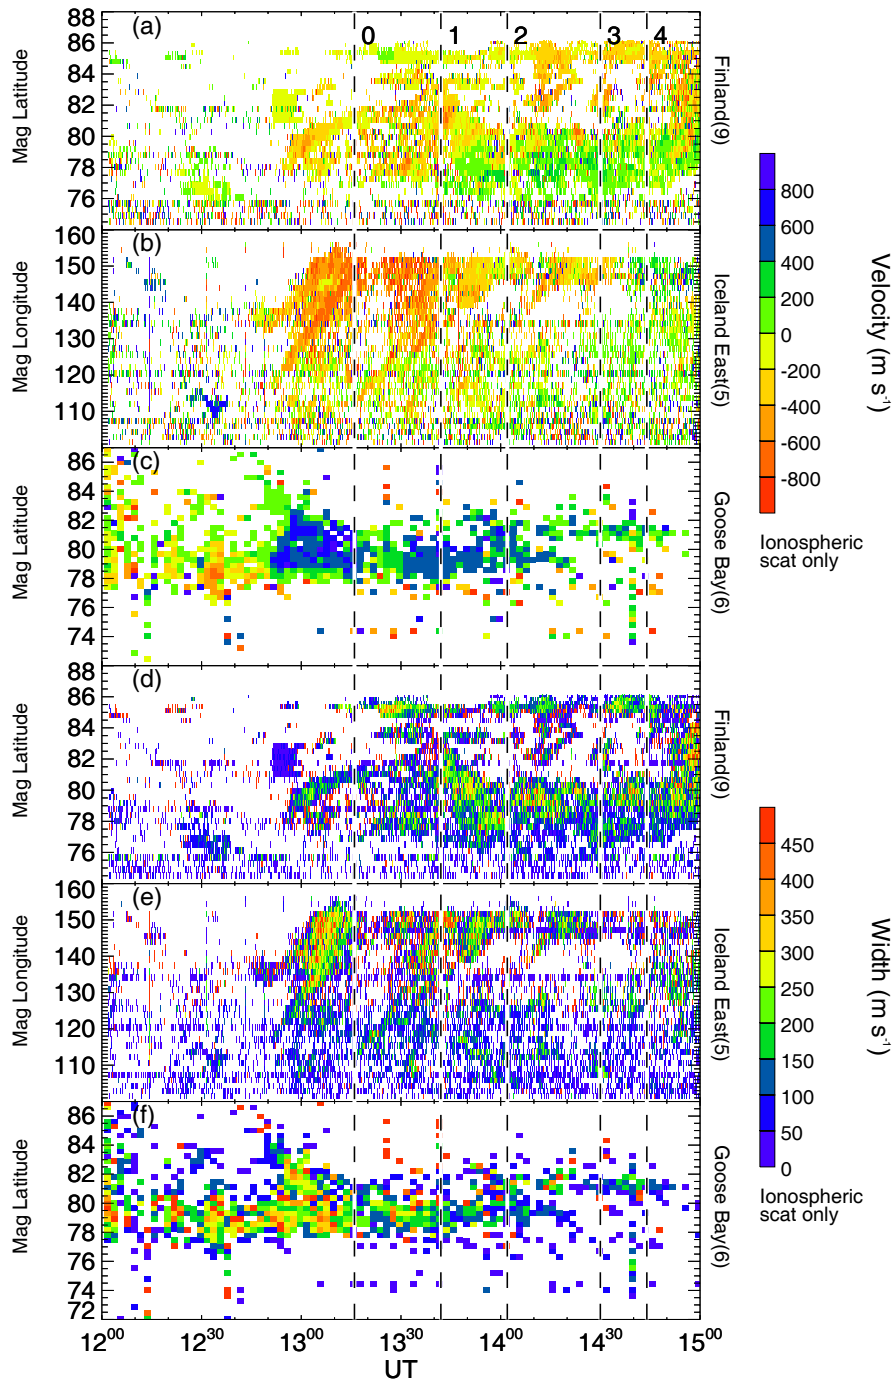 (a)
0 1 2 3 4
Mag Latitude
88
86
84
82
80
78
76
Finland(9)
(b)
Mag Longitude
160
150
140
130
120
110
Iceland East(5)
(c)
Mag Latitude
86
84
82
80
78
76
74
Goose Bay(6)
800
600
400
200
0
-200
-400
-600
-800
Velocity (m s-1)
Ionospheric
scat only
(d)
Mag Latitude
88
86
84
82
80
78
76
74
Finland(9)
(e)
Mag Longitude
160
150
140
130
120
110
Iceland East(5)
(f)
Mag Latitude
86
84
82
80
78
76
74
72
Goose Bay(6)
450
400
350
300
250
200
150
100
50
0
Width (m s-1)
Ionospheric
scat only
12⁰⁰ 12³⁰ 13⁰⁰ 13³⁰ 14⁰⁰ 14³⁰ 15⁰⁰
UT